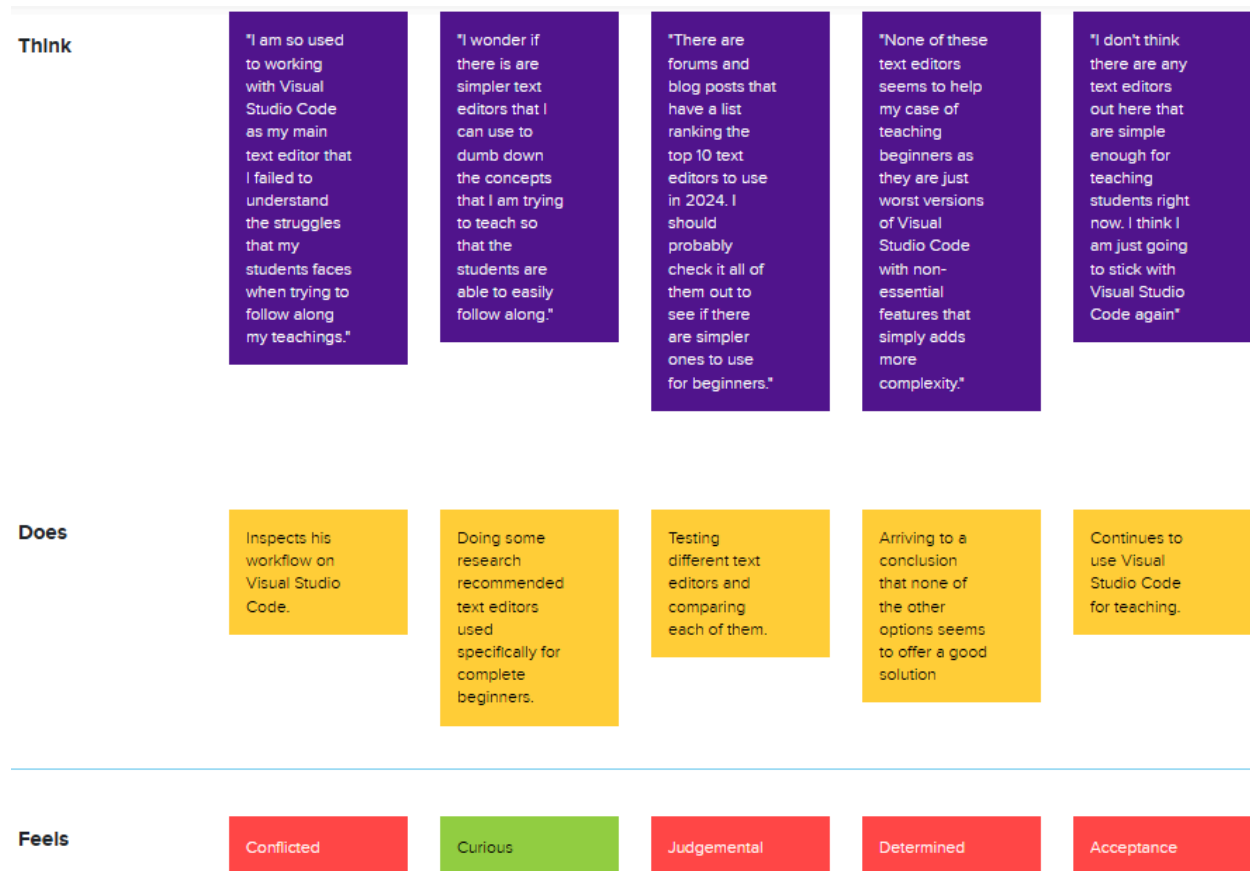 Think
"I am so used
to working
with Visual
Studio Code
as my main
text editor that
I failed to
understand
the struggles
that my
students faces
when trying to
follow along
my teachings."
"I wonder if
there is are
simpler text
editors that I
can use to
dumb down
the concepts
that I am trying
to teach so
that the
students are
able to easily
follow along."
"There are
forums and
blog posts that
have a list
ranking the
top 10 text
editors to use
in 2024. I
should
probably
check it all of
them out to
see if there
are simpler
ones to use
for beginners."
"None of these
text editors
seems to help
my case of
teaching
beginners as
they are just
worst versions
of Visual
Studio Code
with non-
essential
features that
simply adds
more
complexity."
"I don't think
there are any
text editors
out here that
are simple
enough for
teaching
students right
now. I think I
am just going
to stick with
Visual Studio
Code again"
Does
Inspects his
workflow on
Visual Studio
Code.
Doing some
research
recommended
text editors
used
specifically for
complete
beginners.
Testing
different text
editors and
comparing
each of them.
Arriving to a
conclusion
that none of
the other
options seems
to offer a good
solution
Continues to
use Visual
Studio Code
for teaching.
Feels
Conflicted
Curious
Judgemental
Determined
Acceptance